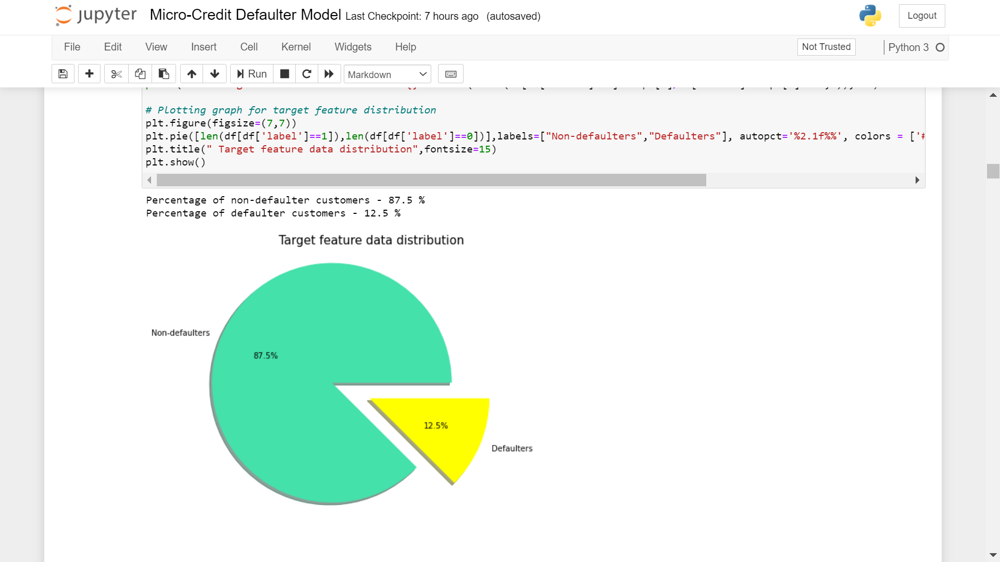 jupyter Micro-Credit Defaulter Model Last Checkpoint: 7 hours ago (autosaved)
Logout
File Edit View Insert Cell Kernel Widgets Help
Not Trusted
Python 3
Run
Markdown
# Plotting graph for target feature distribution
plt.figure(figsize=(7,7))
plt.pie([len(df[df['label']==1]),len(df[df['label']==0])],labels=["Non-defaulters","Defaulters"], autopct='%2.1f%%', colors = ['#
plt.title(" Target feature data distribution",fontsize=15)
plt.show()
Percentage of non-defaulter customers - 87.5 %
Percentage of defaulter customers - 12.5 %
Target feature data distribution
Non-defaulters
87.5%
12.5%
Defaulters